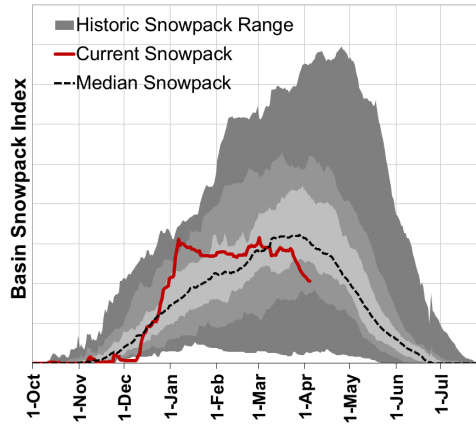 Historic Snowpack Range
Current Snowpack
Median Snowpack
Basin Snowpack Index
1-Oct
1-Nov
1-Dec
1-Jan
1-Feb
1-Mar
1-Apr
1-May
1-Jun
1-Jul